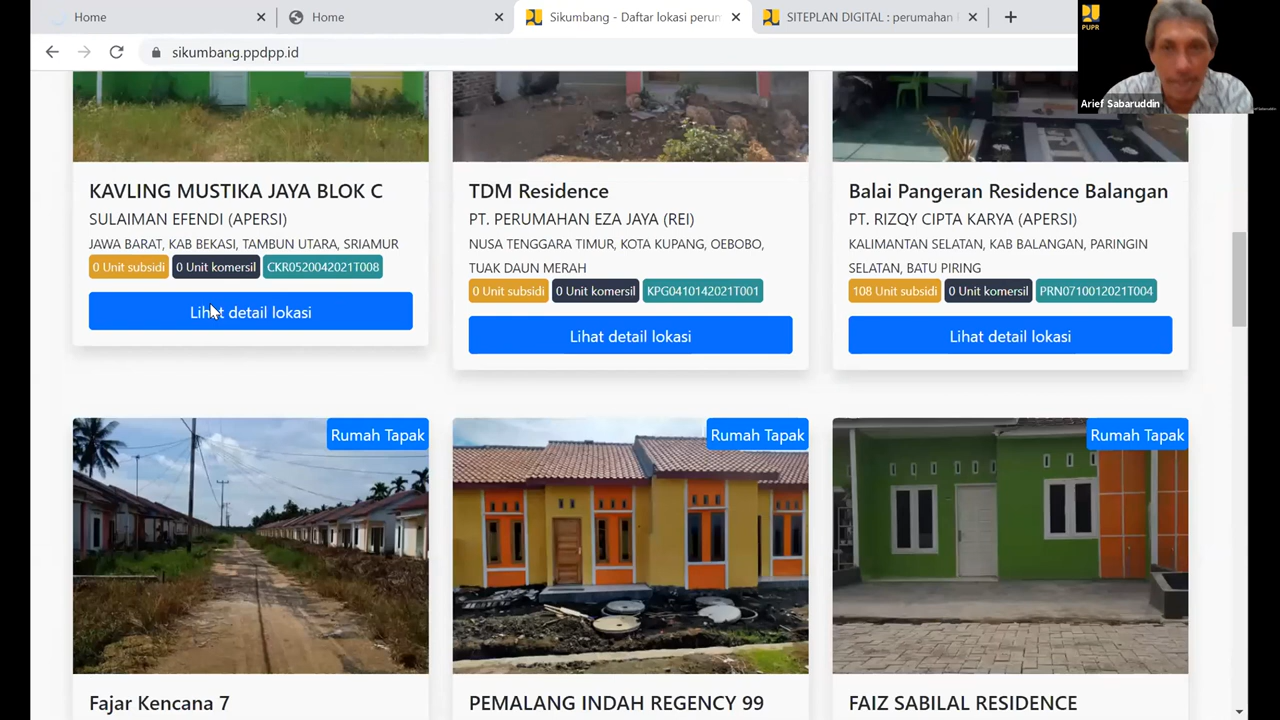 Home
Home
Sikumbang - Daftar lokasi perum
SITEPLAN DIGITAL : perumahan
sikumbang.ppdpp.id
PUPR
Arief Sabaruddin
KAVLING MUSTIKA JAYA BLOK C
SULAIMAN EFENDI (APERSI)
JAWA BARAT, KAB BEKASI, TAMBUN UTARA, SRIAMUR
0 Unit subsidi 0 Unit komersil CKR0520042021T008
Lihat detail lokasi
TDM Residence
PT. PERUMAHAN EZA JAYA (REI)
NUSA TENGGARA TIMUR, KOTA KUPANG, OEBOBO,
TUAK DAUN MERAH
0 Unit subsidi 0 Unit komersil KPG0410142021T001
Lihat detail lokasi
Balai Pangeran Residence Balangan
PT. RIZQY CIPTA KARYA (APERSI)
KALIMANTAN SELATAN, KAB BALANGAN, PARINGIN
SELATAN, BATU PIRING
108 Unit subsidi 0 Unit komersil PRN0710012021T004
Lihat detail lokasi
Rumah Tapak
Fajar Kencana 7
Rumah Tapak
PEMALANG INDAH REGENCY 99
Rumah Tapak
FAIZ SABILAL RESIDENCE